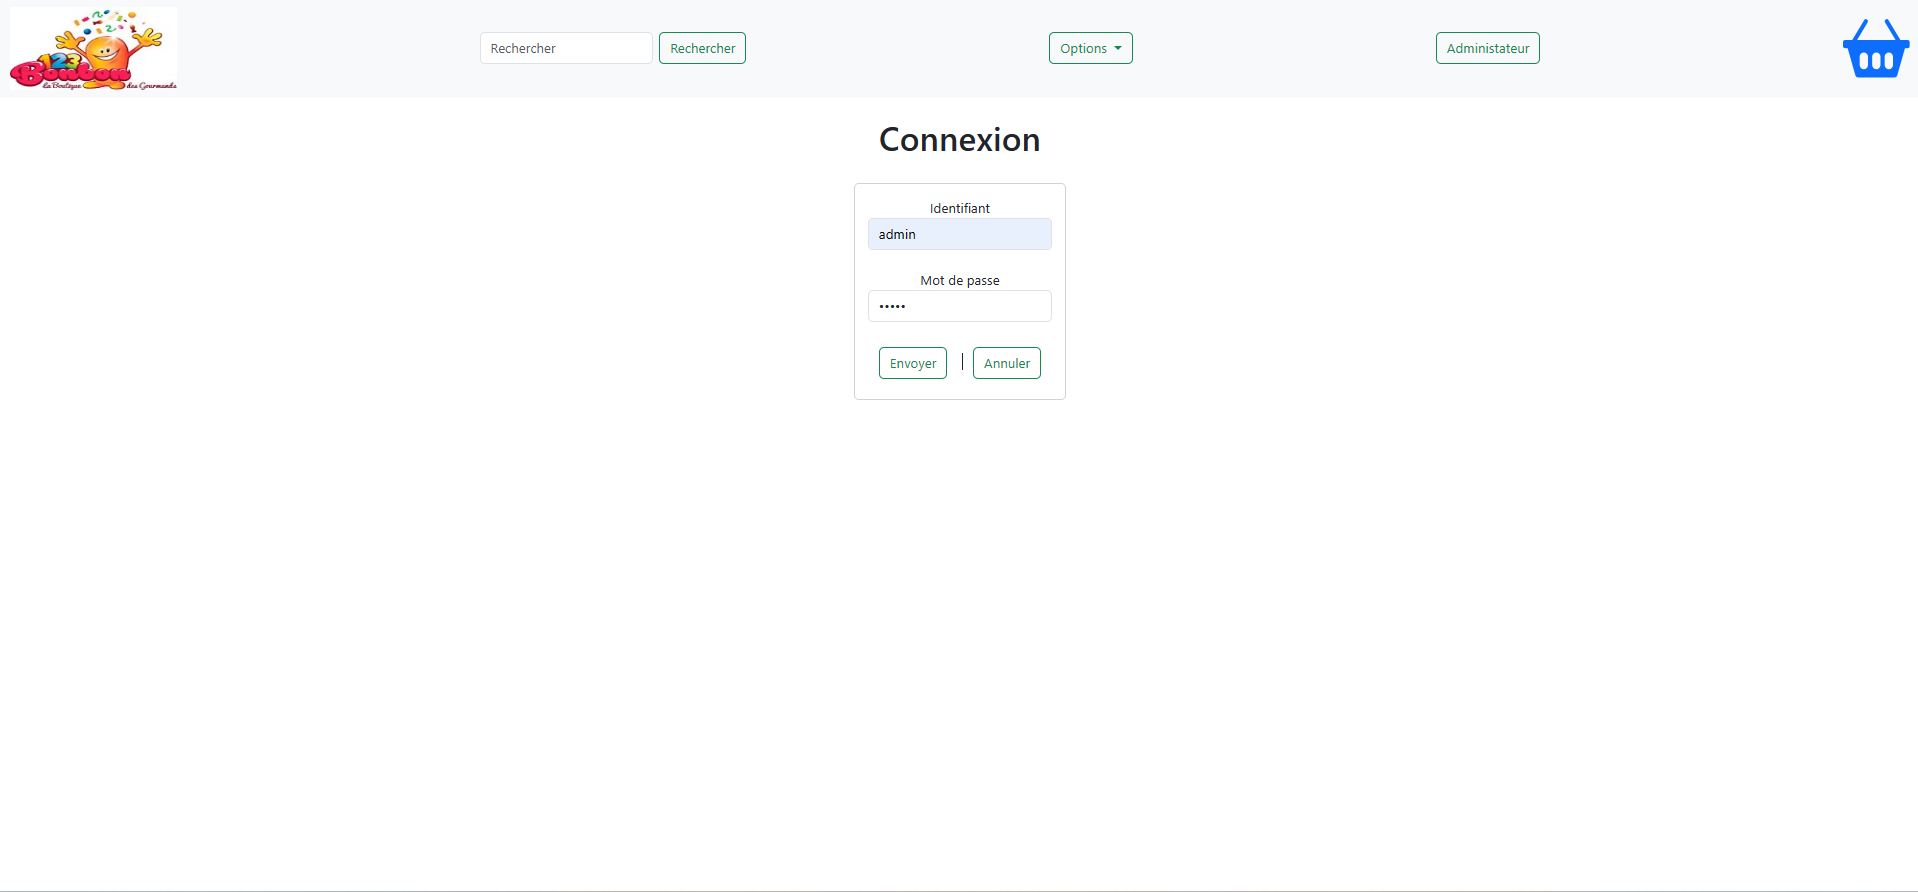 123
Bonbon
la Boutique des Gourmands
Rechercher Rechercher Options Administateur
Connexion
Identifiant
admin
Mot de passe
•••••
Envoyer | Annuler